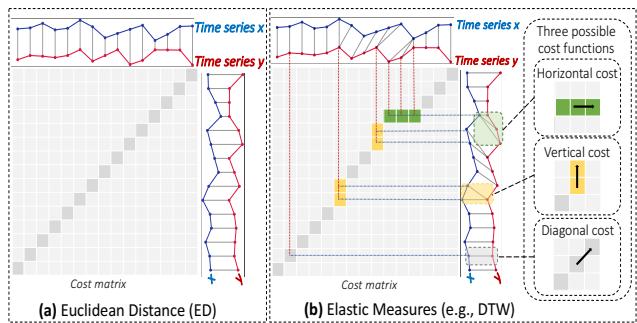 Time series x
Time series y
x
y
Cost matrix
(a) Euclidean Distance (ED)
Time series x
Time series y
x
y
Cost matrix
(b) Elastic Measures (e.g., DTW)
Three possible
cost functions
Horizontal cost
Vertical cost
Diagonal cost